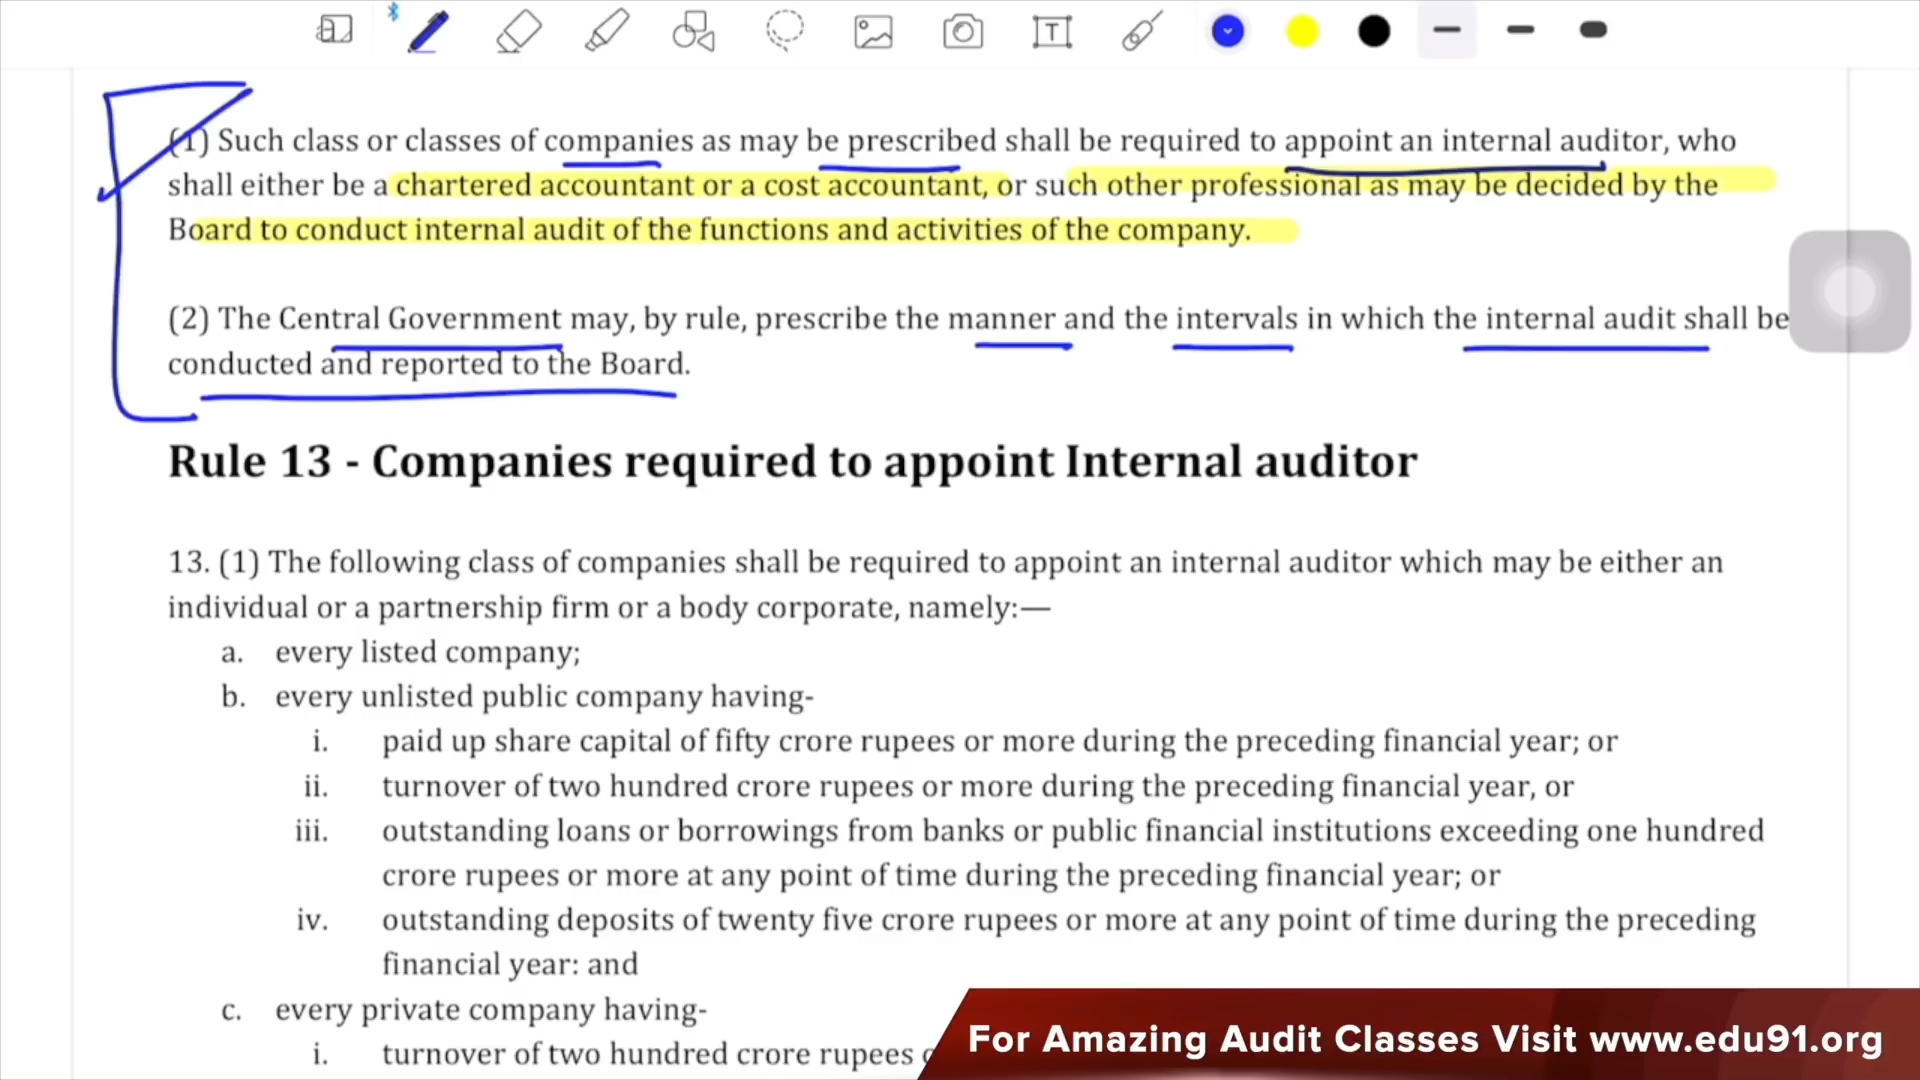 (1) Such class or classes of companies as may be prescribed shall be required to appoint an internal auditor, who
shall either be a chartered accountant or a cost accountant, or such other professional as may be decided by the
Board to conduct internal audit of the functions and activities of the company.
(2) The Central Government may, by rule, prescribe the manner and the intervals in which the internal audit shall be
conducted and reported to the Board.
Rule 13 - Companies required to appoint Internal auditor
13. (1) The following class of companies shall be required to appoint an internal auditor which may be either an
individual or a partnership firm or a body corporate, namely:—
a. every listed company;
b. every unlisted public company having-
i. paid up share capital of fifty crore rupees or more during the preceding financial year; or
ii. turnover of two hundred crore rupees or more during the preceding financial year, or
iii. outstanding loans or borrowings from banks or public financial institutions exceeding one hundred
crore rupees or more at any point of time during the preceding financial year; or
iv. outstanding deposits of twenty five crore rupees or more at any point of time during the preceding
financial year: and
c. every private company having-
i. turnover of two hundred crore rupees
For Amazing Audit Classes Visit www.edu91.org